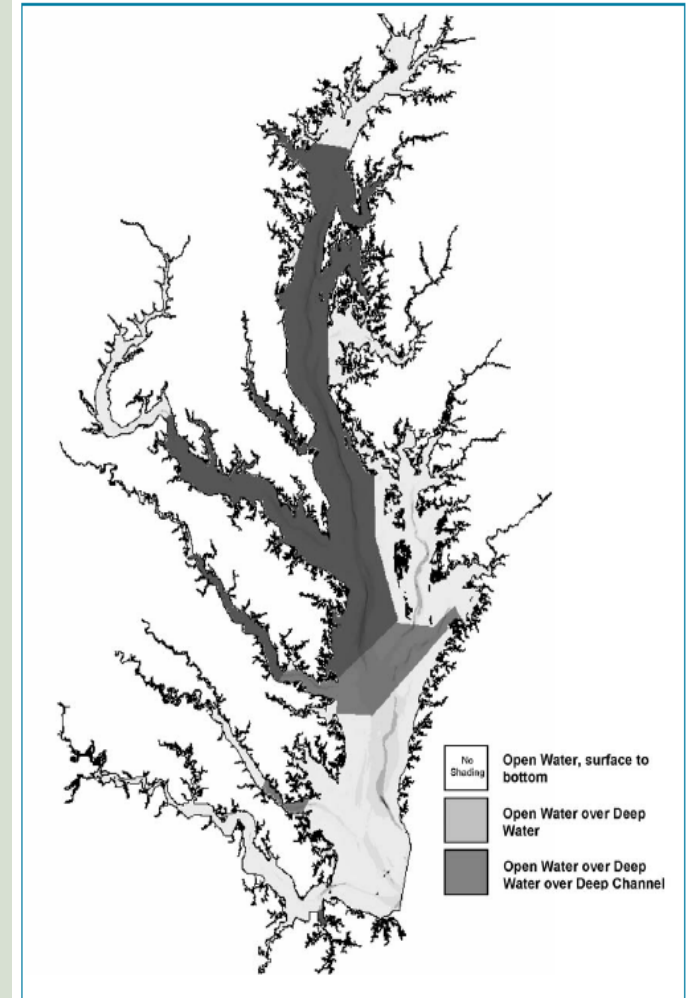 No
Shading
Open Water, surface to
bottom
Open Water over Deep
Water
Open Water over Deep
Water over Deep Channel